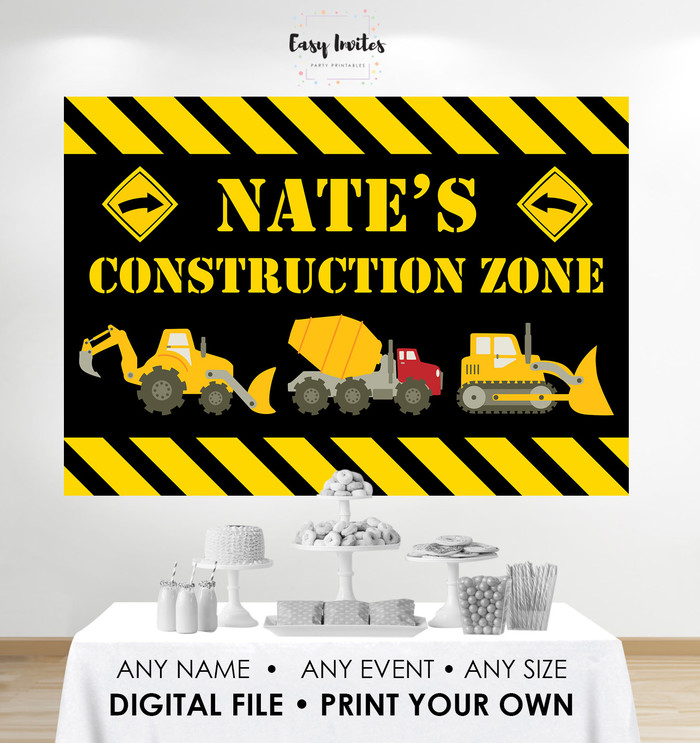 Easy Invites
PARTY PRINTABLES
NATE'S
CONSTRUCTION ZONE
ANY NAME • ANY EVENT • ANY SIZE
DIGITAL FILE • PRINT YOUR OWN